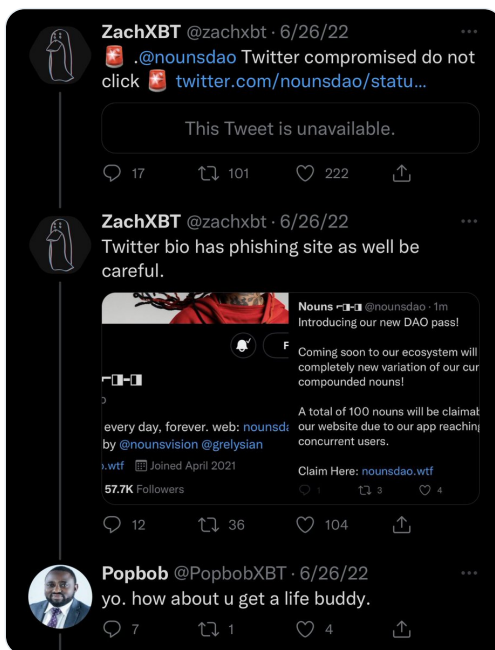 ZachXBT @zachxbt · 6/26/22
🚨 .@nounsdao Twitter compromised do not
click 🚨 twitter.com/nounsdao/statu...
This Tweet is unavailable.
17 101 222
ZachXBT @zachxbt · 6/26/22
Twitter bio has phishing site as well be
careful.
F
every day, forever. web: nounsda
by @nounsvision @grelysian
.wtf Joined April 2021
57.7K Followers
Nouns ⌐◨-◨ @nounsdao · 1m
Introducing our new DAO pass!
Coming soon to our ecosystem will
completely new variation of our cur
compounded nouns!
A total of 100 nouns will be claimab
our website due to our app reaching
concurrent users.
Claim Here: nounsdao.wtf
1 3 4
12 36 104
Popbob @PopbobXBT · 6/26/22
yo. how about u get a life buddy.
7 1 4